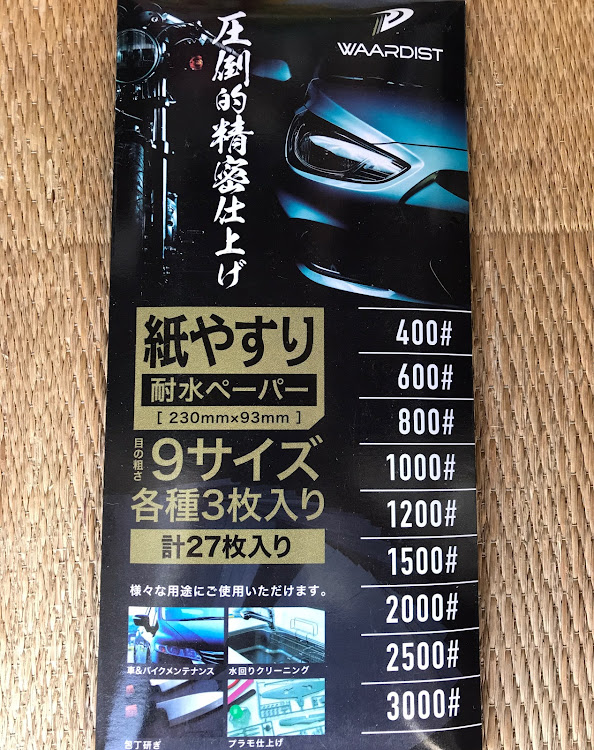 WAARDIST
圧倒的精密仕上げ
紙やすり
耐水ペーパー
[ 230mm×93mm ]
目の粗さ
9サイズ
各種3枚入り
計27枚入り
400#
600#
800#
1000#
1200#
1500#
2000#
2500#
3000#
様々な用途にご使用いただけます。
車&バイクメンテナンス
水回りクリーニング
包丁研ぎ
プラモ仕上げ